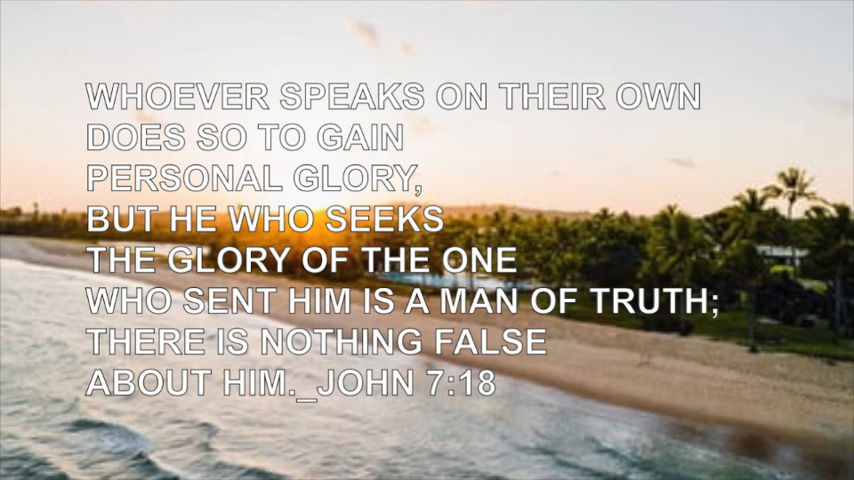 WHOEVER SPEAKS ON THEIR OWN
DOES SO TO GAIN
PERSONAL GLORY,
BUT HE WHO SEEKS
THE GLORY OF THE ONE
WHO SENT HIM IS A MAN OF TRUTH;
THERE IS NOTHING FALSE
ABOUT HIM._JOHN 7:18